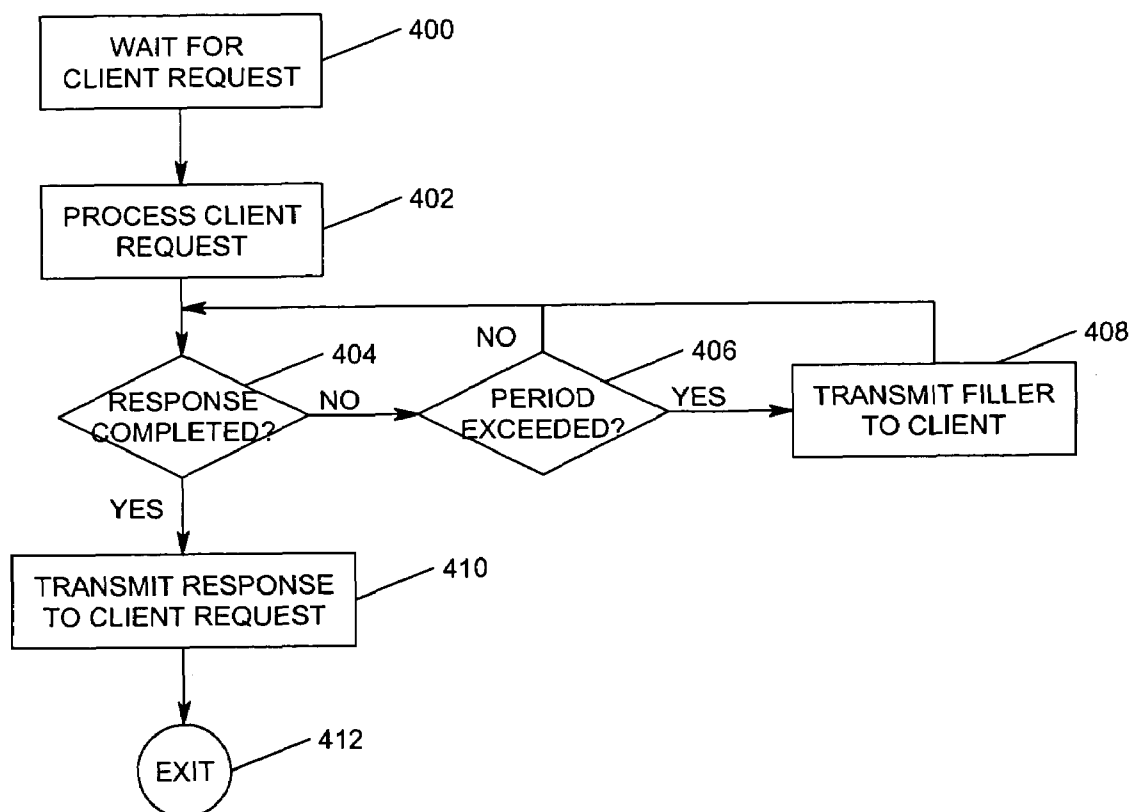 WAIT FOR
CLIENT REQUEST
400
PROCESS CLIENT
REQUEST
402
NO
404
406
408
RESPONSE
COMPLETED?
NO
PERIOD
EXCEEDED?
YES
TRANSMIT FILLER
TO CLIENT
YES
TRANSMIT RESPONSE
TO CLIENT REQUEST
410
EXIT
412